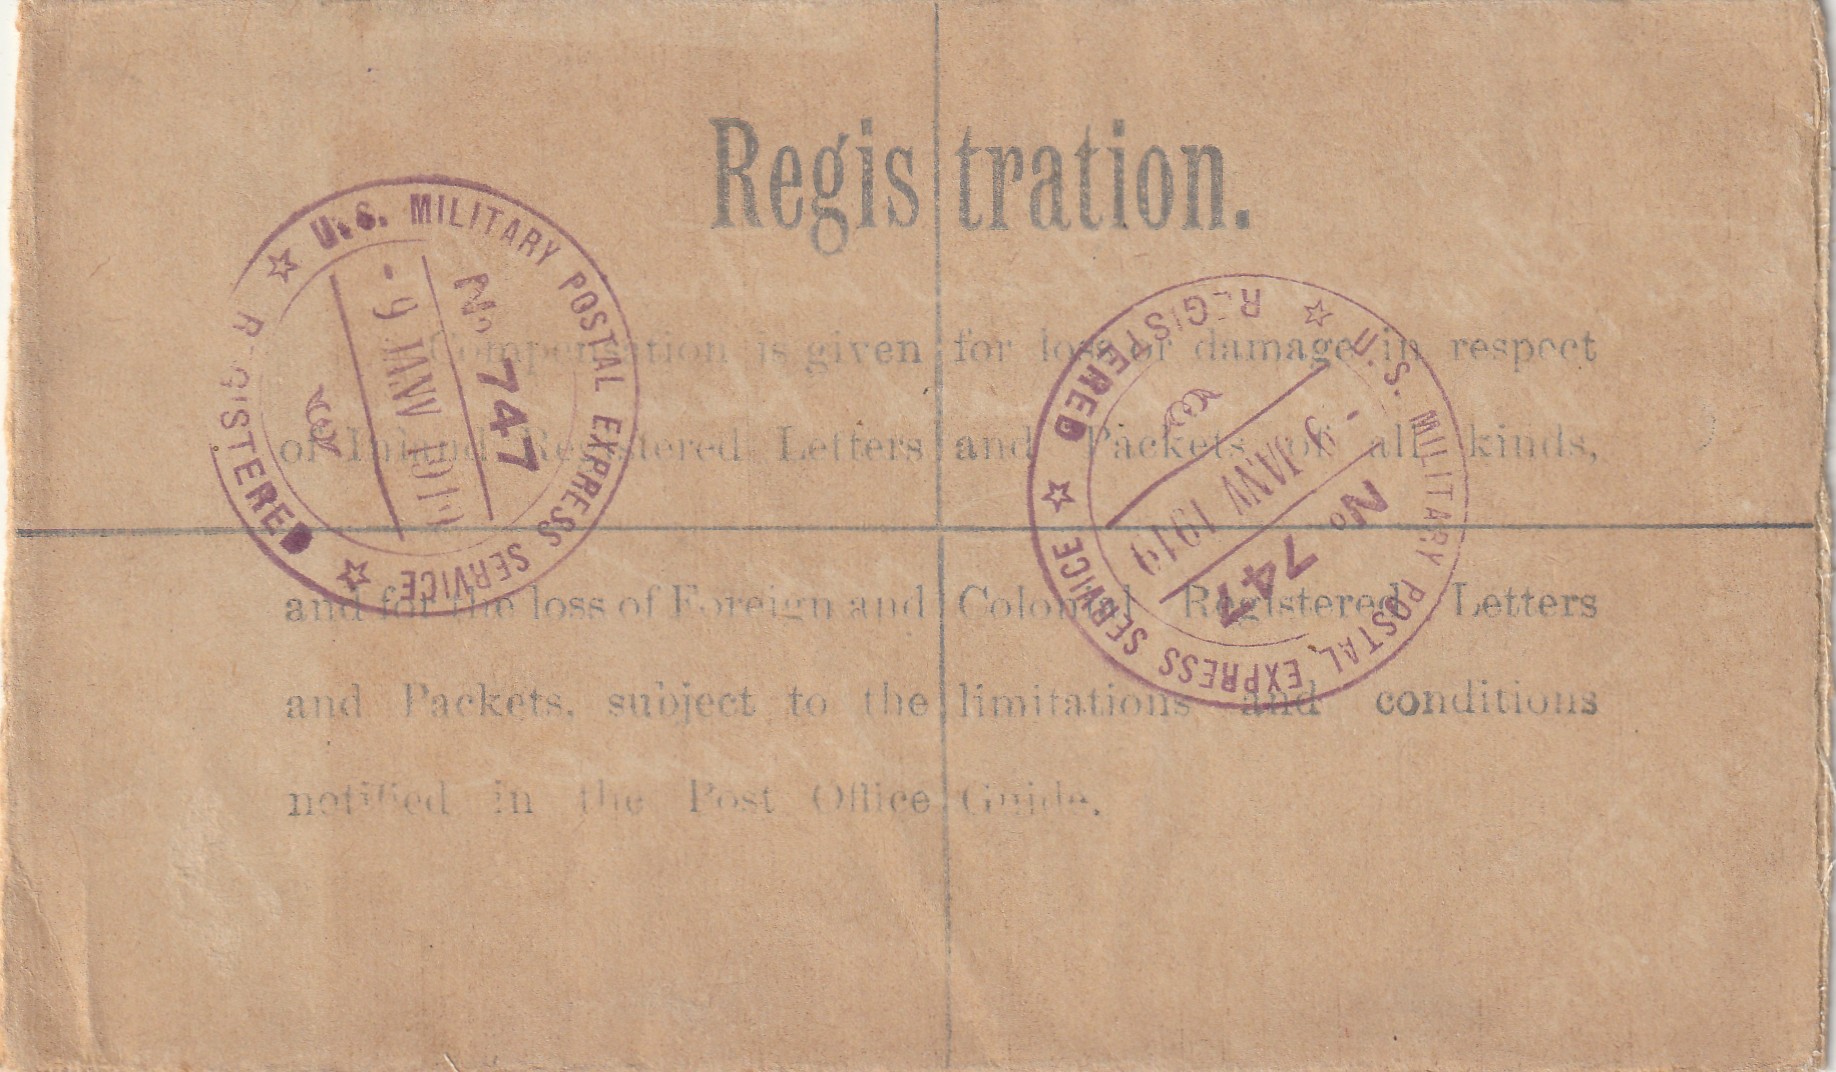 Registration.
Compensation is given for loss or damage in respect
of Inland Registered Letters and Packets of all kinds,
and for the loss of Foreign and Colonial Registered Letters
and Packets, subject to the limitations and conditions
notified in the Post Office Guide.
U.S. MILITARY POSTAL EXPRESS SERVICE
REGISTERED
No 747
- 9 JANV 1919
U.S. MILITARY POSTAL EXPRESS SERVICE
REGISTERED
- 9 JANV 1919
No 747